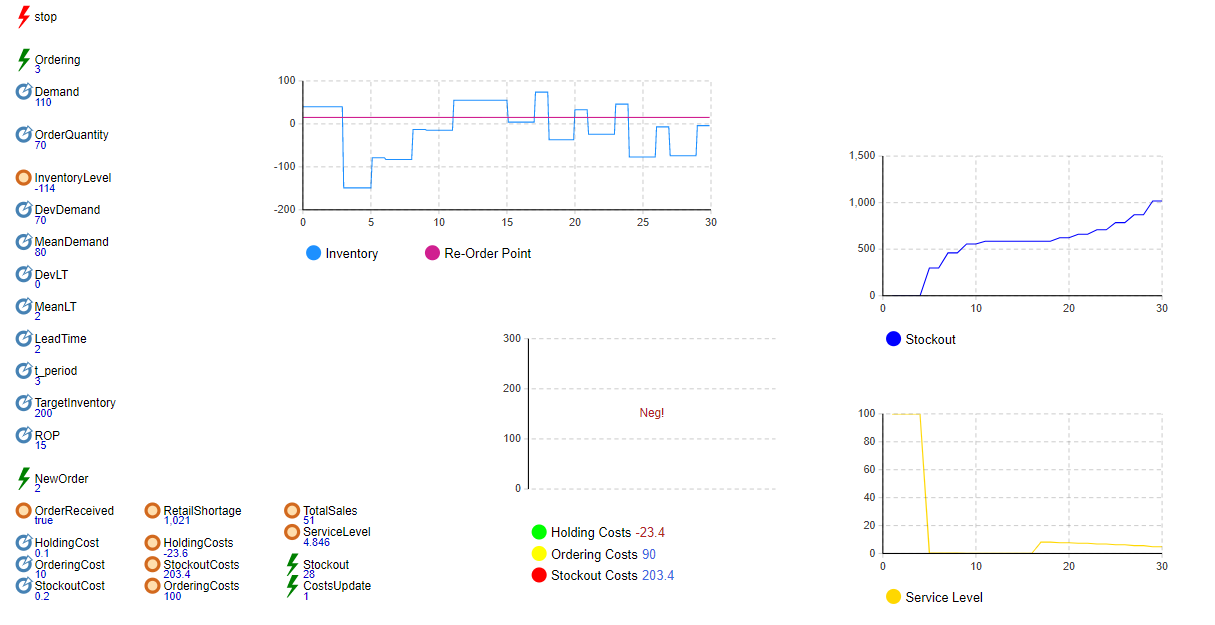 stop
Ordering
3
Demand
110
OrderQuantity
70
InventoryLevel
-114
DevDemand
70
MeanDemand
80
DevLT
0
MeanLT
2
LeadTime
2
t_period
3
TargetInventory
200
ROP
15
NewOrder
2
OrderReceived RetailShortage TotalSales
true 1,021 51
ServiceLevel
4.846
HoldingCost HoldingCosts
0.1 -23.6
OrderingCost StockoutCosts Stockout
10 203.4 28
StockoutCost OrderingCosts CostsUpdate
0.2 100 1
100
0
-100
-200
0 5 10 15 20 25 30
Inventory Re-Order Point
300
200
100
0
Neg!
Holding Costs -23.4
Ordering Costs 90
Stockout Costs 203.4
1,500
1,000
500
0
0 10 20 30
Stockout
100
80
60
40
20
0
0 10 20 30
Service Level